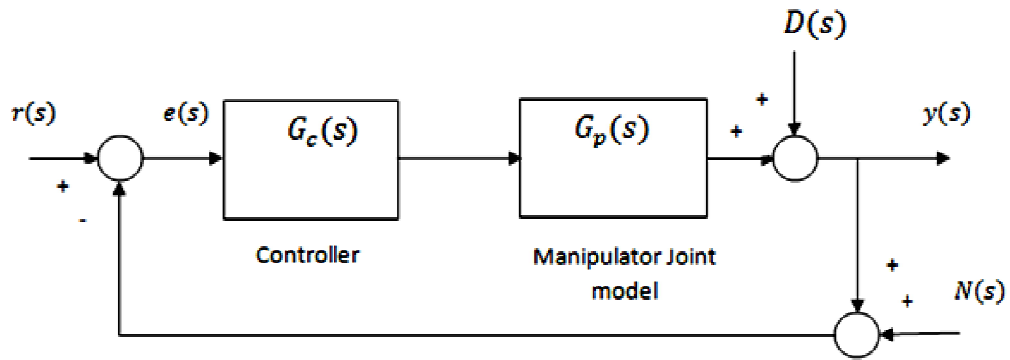 D(s)
r(s)
e(s)
G_c(s)
G_p(s)
+
+
y(s)
+
-
Controller
Manipulator Joint
model
+
+
N(s)